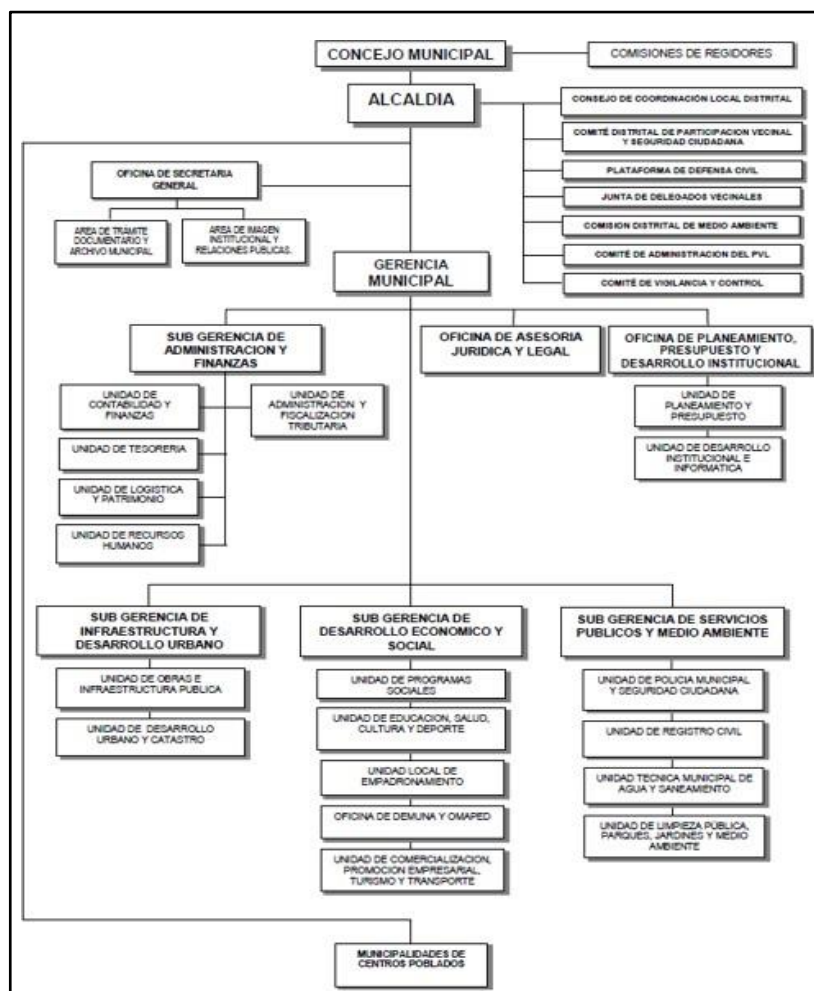 CONCEJO MUNICIPAL
COMISIONES DE REGIDORES
ALCALDIA
CONSEJO DE COORDINACIÓN LOCAL DISTRITAL
COMITÉ DISTRITAL DE PARTICIPACION VECINAL
Y SEGURIDAD CIUDADANA
PLATAFORMA DE DEFENSA CIVIL
JUNTA DE DELEGADOS VECINALES
COMISION DISTRITAL DE MEDIO AMBIENTE
COMITÉ DE ADMINISTRACION DEL PVL
COMITÉ DE VIGILANCIA Y CONTROL
OFICINA DE SECRETARIA
GENERAL
AREA DE TRÁMITE
DOCUMENTARIO Y
ARCHIVO MUNICIPAL
AREA DE IMAGEN
INSTITUCIONAL Y
RELACIONES PUBLICAS.
GERENCIA
MUNICIPAL
SUB GERENCIA DE
ADMINISTRACION Y
FINANZAS
OFICINA DE ASESORIA
JURIDICA Y LEGAL
OFICINA DE PLANEAMIENTO,
PRESUPUESTO Y
DESARROLLO INSTITUCIONAL
UNIDAD DE
CONTABILIDAD Y
FINANZAS
UNIDAD DE
ADMINISTRACION Y
FISCALIZACION
TRIBUTARIA
UNIDAD DE TESORERIA
UNIDAD DE LOGISTICA
Y PATRIMONIO
UNIDAD DE RECURSOS
HUMANOS
UNIDAD DE
PLANEAMIENTO Y
PRESUPUESTO
UNIDAD DE DESARROLLO
INSTITUCIONAL E
INFORMATICA
SUB GERENCIA DE
INFRAESTRUCTURA Y
DESARROLLO URBANO
UNIDAD DE OBRAS E
INFRAESTRUCTURA PUBLICA
UNIDAD DE DESARROLLO
URBANO Y CATASTRO
SUB GERENCIA DE
DESARROLLO ECONOMICO Y
SOCIAL
UNIDAD DE PROGRAMAS
SOCIALES
UNIDAD DE EDUCACION, SALUD,
CULTURA Y DEPORTE
UNIDAD LOCAL DE
EMPADRONAMIENTO
OFICINA DE DEMUNA Y OMAPED
UNIDAD DE COMERCIALIZACION,
PROMOCION EMPRESARIAL,
TURISMO Y TRANSPORTE
SUB GERENCIA DE SERVICIOS
PUBLICOS Y MEDIO AMBIENTE
UNIDAD DE POLICIA MUNICIPAL
Y SEGURIDAD CIUDADANA
UNIDAD DE REGISTRO CIVIL
UNIDAD TECNICA MUNICIPAL DE
AGUA Y SANEAMIENTO
UNIDAD DE LIMPIEZA PÚBLICA,
PARQUES, JARDINES Y MEDIO
AMBIENTE
MUNICIPALIDADES DE
CENTROS POBLADOS